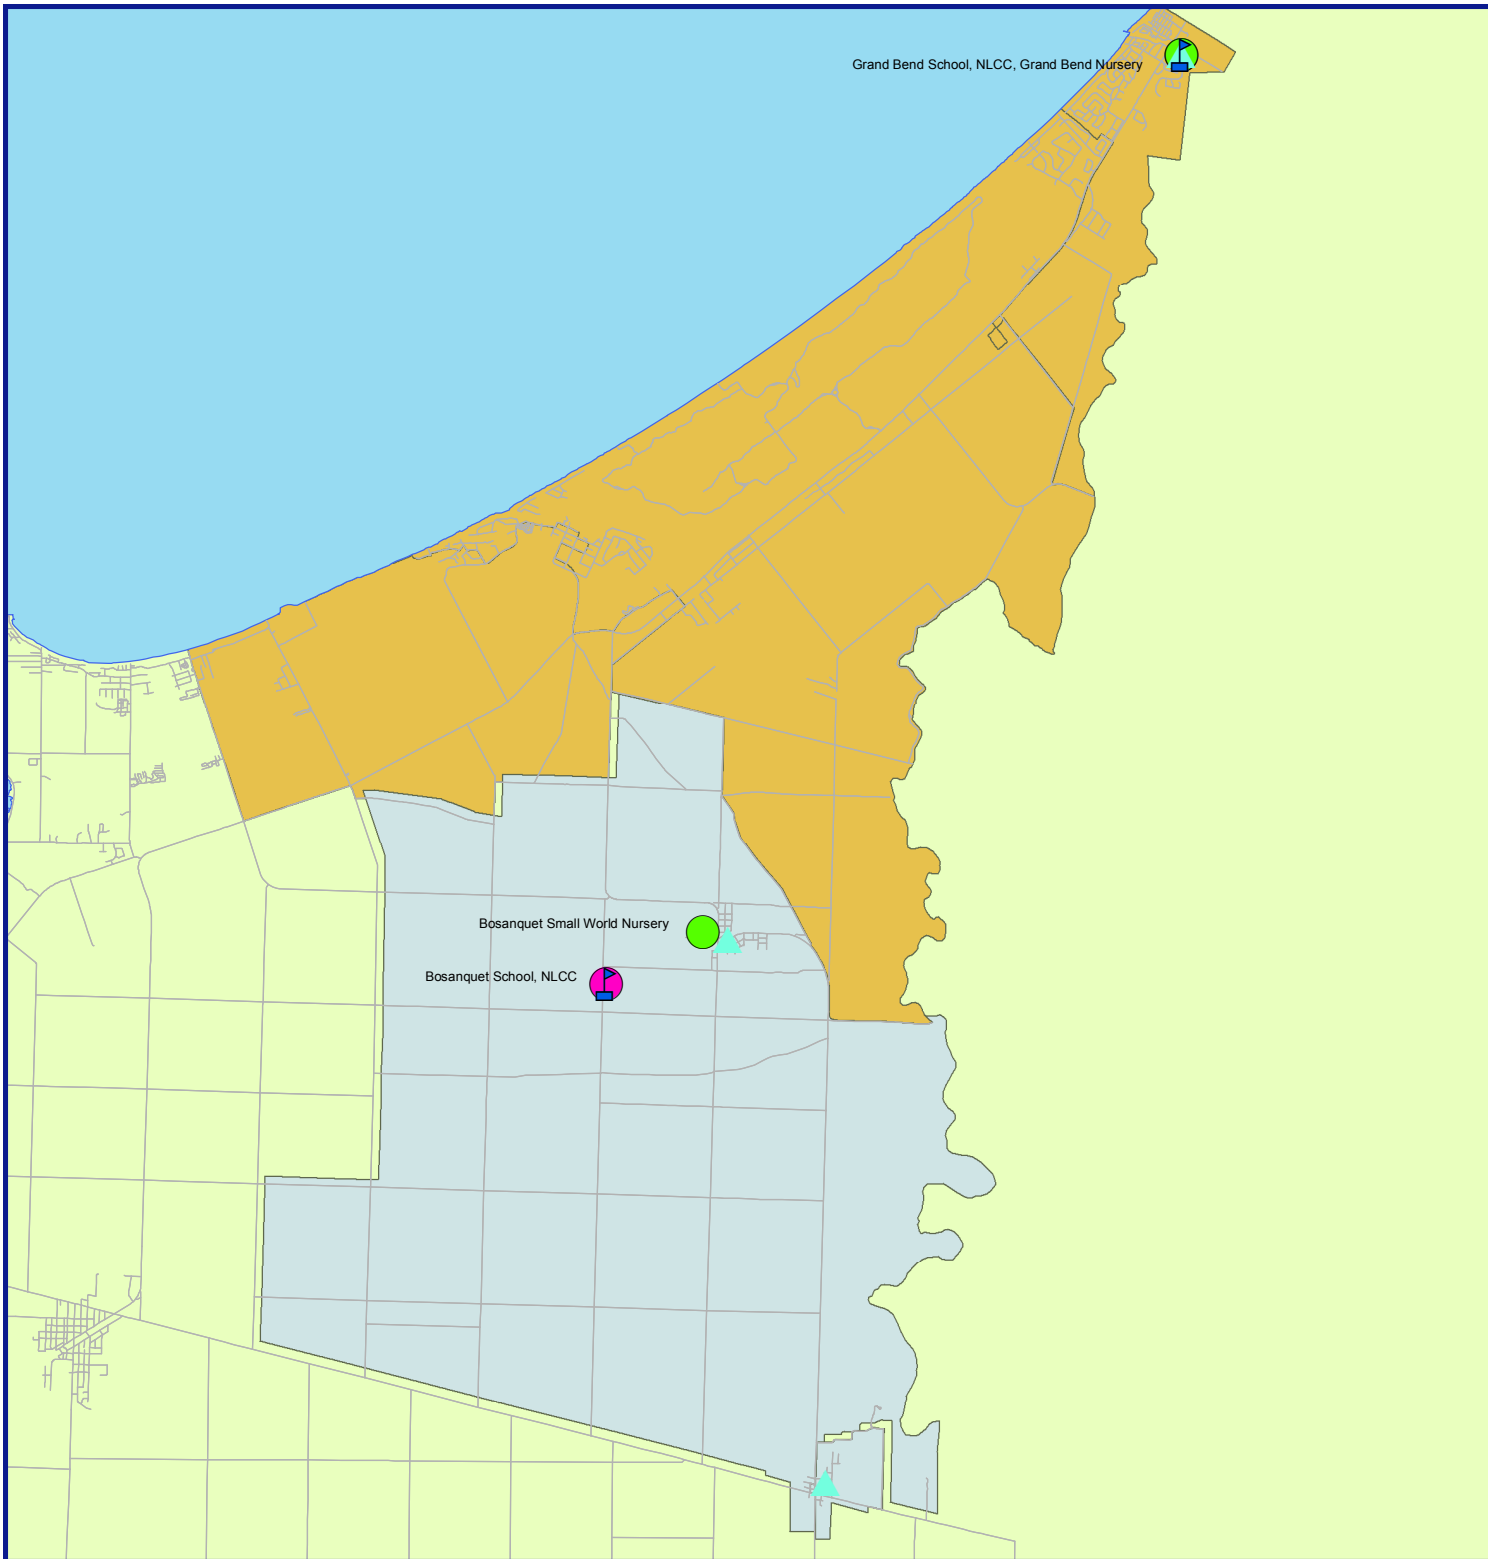 Grand Bend School, NLCC, Grand Bend Nursery
Bosanquet Small World Nursery
Bosanquet School, NLCC